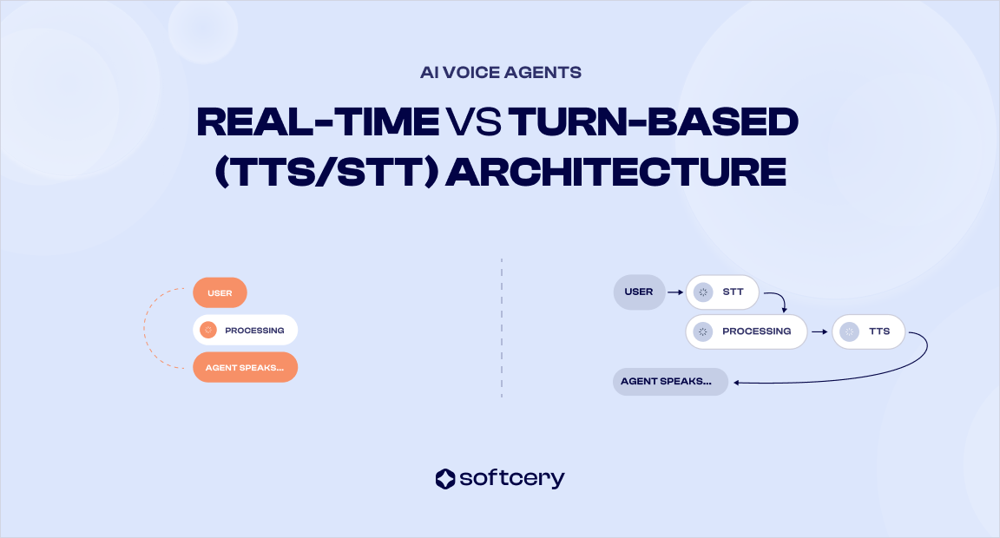 AI VOICE AGENTS
REAL-TIME VS TURN-BASED
(TTS/STT) ARCHITECTURE
USER
PROCESSING
AGENT SPEAKS...
USER
STT
PROCESSING
TTS
AGENT SPEAKS...
softcery